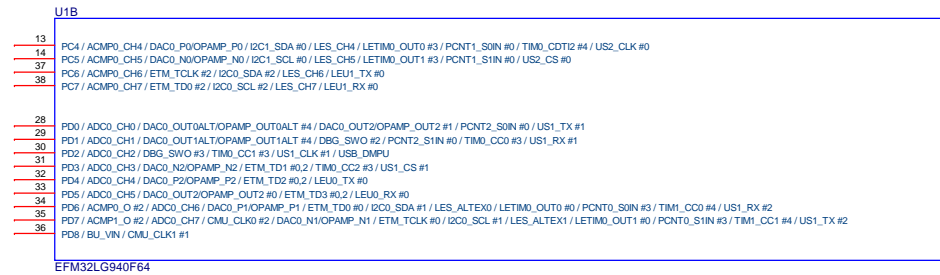 U1B
13 PC4 / ACMP0_CH4 / DAC0_P0/OPAMP_P0 / I2C1_SDA #0 / LES_CH4 / LETIM0_OUT0 #3 / PCNT1_S0IN #0 / TIM0_CDTI2 #4 / US2_CLK #0
14 PC5 / ACMP0_CH5 / DAC0_N0/OPAMP_N0 / I2C1_SCL #0 / LES_CH5 / LETIM0_OUT1 #3 / PCNT1_S1IN #0 / US2_CS #0
37 PC6 / ACMP0_CH6 / ETM_TCLK #2 / I2C0_SDA #2 / LES_CH6 / LEU1_TX #0
38 PC7 / ACMP0_CH7 / ETM_TD0 #2 / I2C0_SCL #2 / LES_CH7 / LEU1_RX #0
28 PD0 / ADC0_CH0 / DAC0_OUT0ALT/OPAMP_OUT0ALT #4 / DAC0_OUT2/OPAMP_OUT2 #1 / PCNT2_S0IN #0 / US1_TX #1
29 PD1 / ADC0_CH1 / DAC0_OUT1ALT/OPAMP_OUT1ALT #4 / DBG_SWO #2 / PCNT2_S1IN #0 / TIM0_CC0 #3 / US1_RX #1
30 PD2 / ADC0_CH2 / DBG_SWO #3 / TIM0_CC1 #3 / US1_CLK #1 / USB_DMPU
31 PD3 / ADC0_CH3 / DAC0_N2/OPAMP_N2 / ETM_TD1 #0,2 / TIM0_CC2 #3 / US1_CS #1
32 PD4 / ADC0_CH4 / DAC0_P2/OPAMP_P2 / ETM_TD2 #0,2 / LEU0_TX #0
33 PD5 / ADC0_CH5 / DAC0_OUT2/OPAMP_OUT2 #0 / ETM_TD3 #0,2 / LEU0_RX #0
34 PD6 / ACMP0_O #2 / ADC0_CH6 / DAC0_P1/OPAMP_P1 / ETM_TD0 #0 / I2C0_SDA #1 / LES_ALTEX0 / LETIM0_OUT0 #0 / PCNT0_S0IN #3 / TIM1_CC0 #4 / US1_RX #2
35 PD7 / ACMP1_O #2 / ADC0_CH7 / CMU_CLK0 #2 / DAC0_N1/OPAMP_N1 / ETM_TCLK #0 / I2C0_SCL #1 / LES_ALTEX1 / LETIM0_OUT1 #0 / PCNT0_S1IN #3 / TIM1_CC1 #4 / US1_TX #2
36 PD8 / BU_VIN / CMU_CLK1 #1
EFM32LG940F64